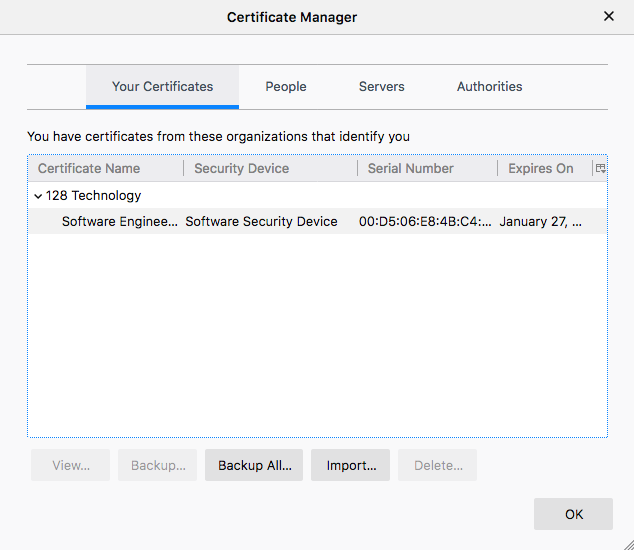 Certificate Manager
Your Certificates People Servers Authorities
You have certificates from these organizations that identify you
Certificate Name Security Device Serial Number Expires On
128 Technology
Software Enginee... Software Security Device 00:D5:06:E8:4B:C4:... January 27, ...
View... Backup... Backup All... Import... Delete...
OK